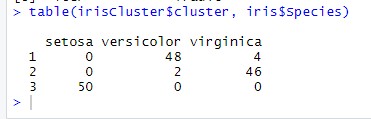 > table(irisCluster$cluster, iris$Species)
setosa versicolor virginica
1 0 48 4
2 0 2 46
3 50 0 0
>